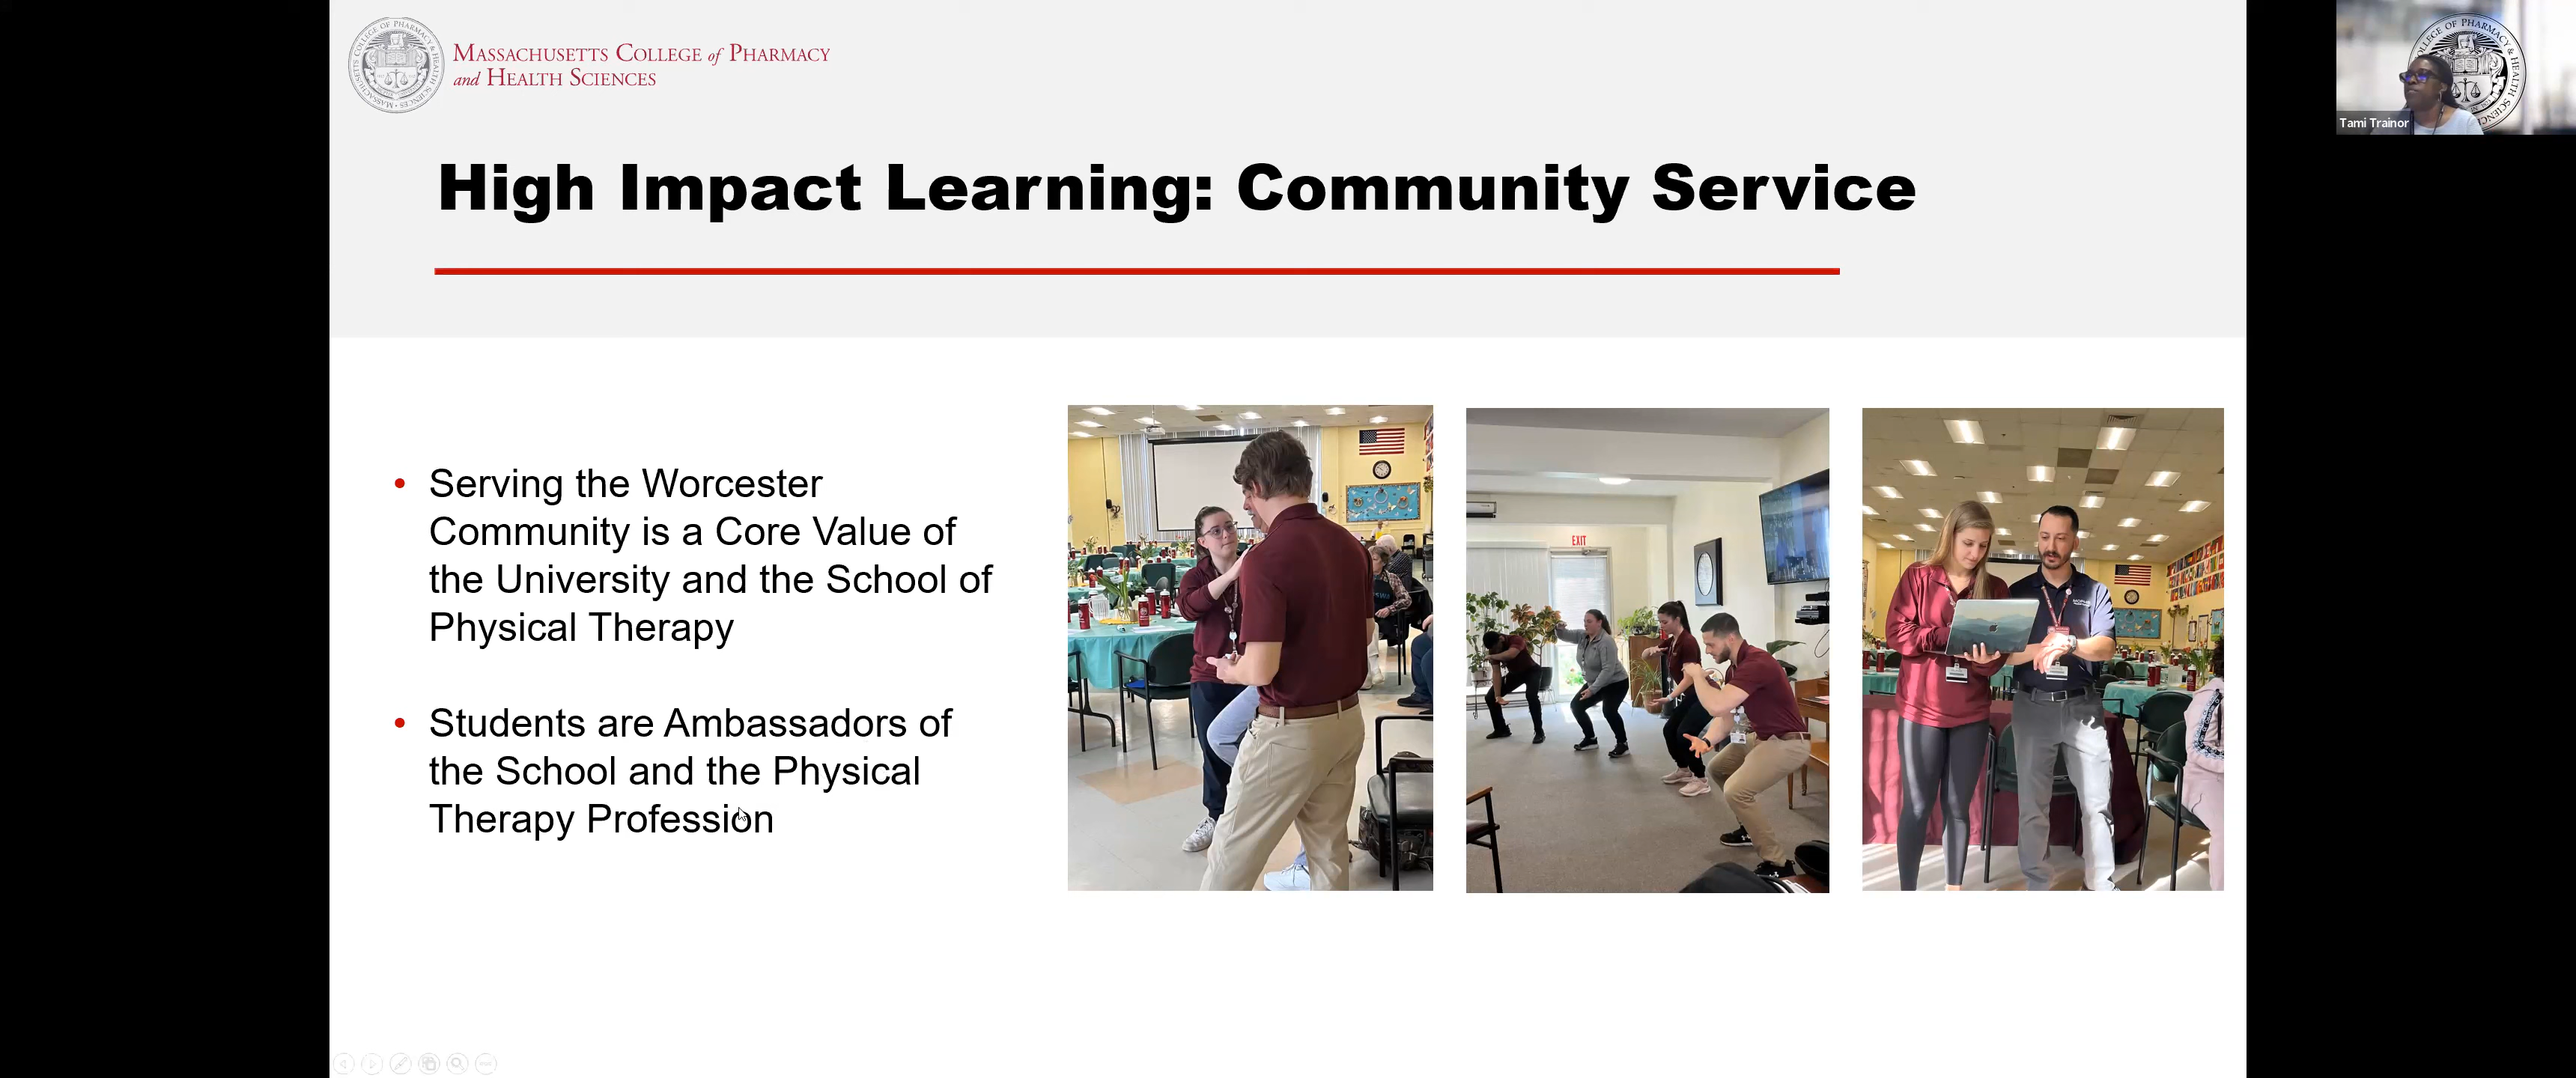 MASSACHUSETTS COLLEGE of PHARMACY
and HEALTH SCIENCES
Tami Trainor
High Impact Learning: Community Service
• Serving the Worcester
Community is a Core Value of
the University and the School of
Physical Therapy
• Students are Ambassadors of
the School and the Physical
Therapy Profession
EXIT